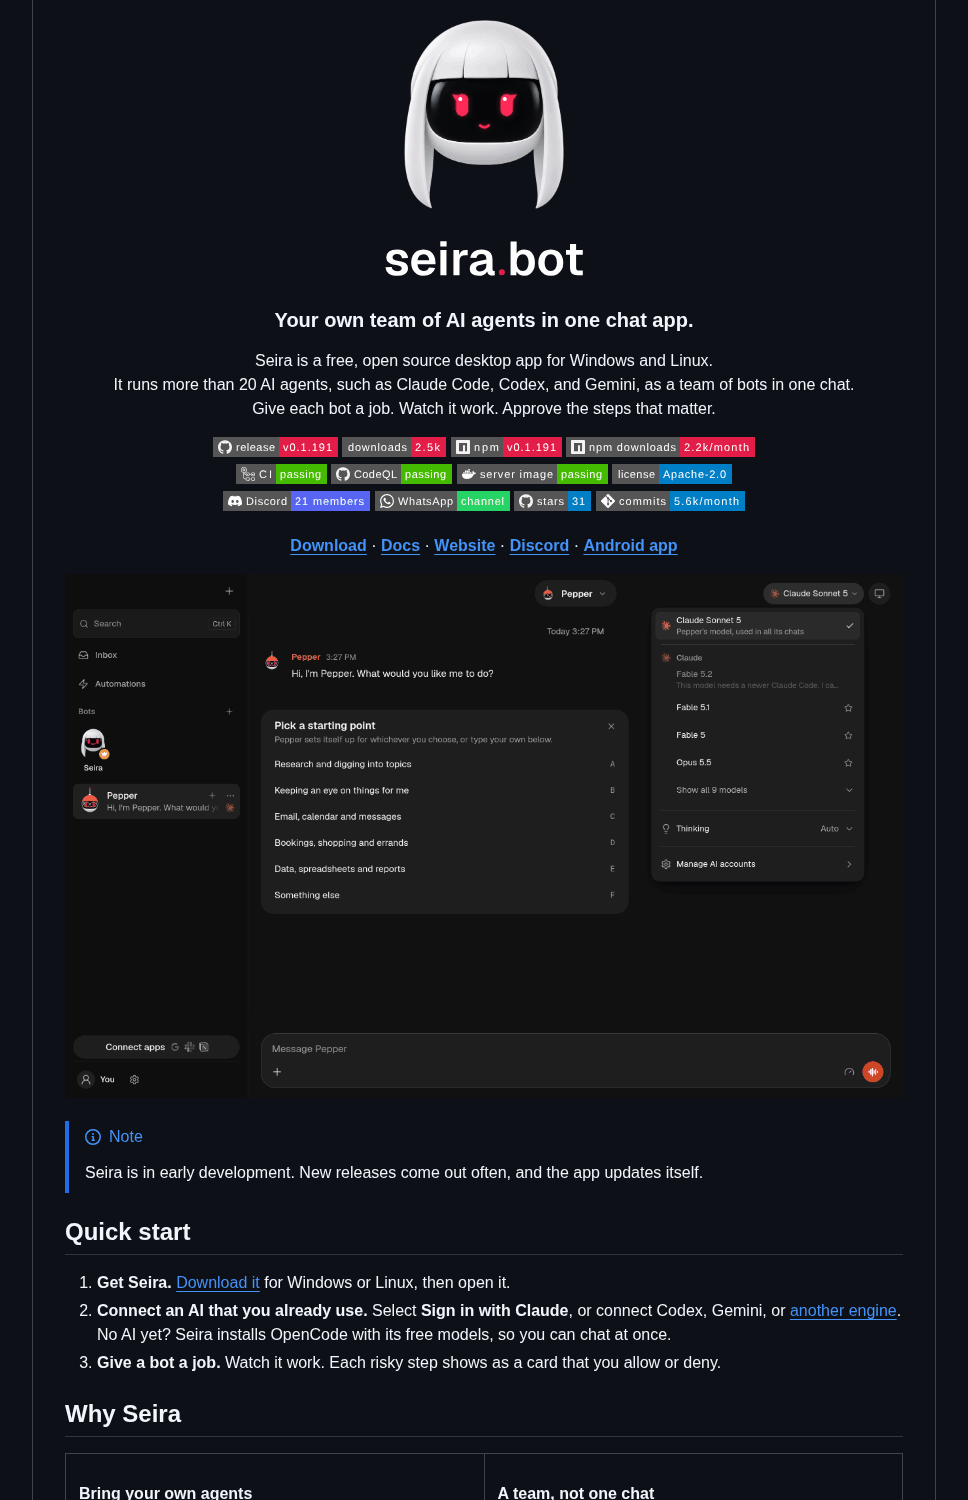 seira.bot
Your own team of AI agents in one chat app.
Seira is a free, open source desktop app for Windows and Linux.
It runs more than 20 AI agents, such as Claude Code, Codex, and Gemini, as a team of bots in one chat.
Give each bot a job. Watch it work. Approve the steps that matter.
release v0.1.191 downloads 2.5k npm v0.1.191 npm downloads 2.2k/month
CI passing CodeQL passing server image passing license Apache-2.0
Discord 21 members WhatsApp channel stars 31 commits 5.6k/month
Download · Docs · Website · Discord · Android app
Search Ctrl K
Inbox
Automations
Bots
Seira
Pepper
Hi, I'm Pepper. What would y
Connect apps
You
Pepper
Today 3:27 PM
Pepper 3:27 PM
Hi, I'm Pepper. What would you like me to do?
Pick a starting point
Pepper sets itself up for whichever you choose, or type your own below.
Research and digging into topics A
Keeping an eye on things for me B
Email, calendar and messages C
Bookings, shopping and errands D
Data, spreadsheets and reports E
Something else F
Message Pepper
Claude Sonnet 5
Claude Sonnet 5
Pepper's model, used in all its chats
Claude
Fable 5.2
This model needs a newer Claude Code. I ca...
Fable 5.1
Fable 5
Opus 5.5
Show all 9 models
Thinking Auto
Manage AI accounts
Note
Seira is in early development. New releases come out often, and the app updates itself.
Quick start
1. Get Seira. Download it for Windows or Linux, then open it.
2. Connect an AI that you already use. Select Sign in with Claude, or connect Codex, Gemini, or another engine.
No AI yet? Seira installs OpenCode with its free models, so you can chat at once.
3. Give a bot a job. Watch it work. Each risky step shows as a card that you allow or deny.
Why Seira
Bring your own agents
A team, not one chat